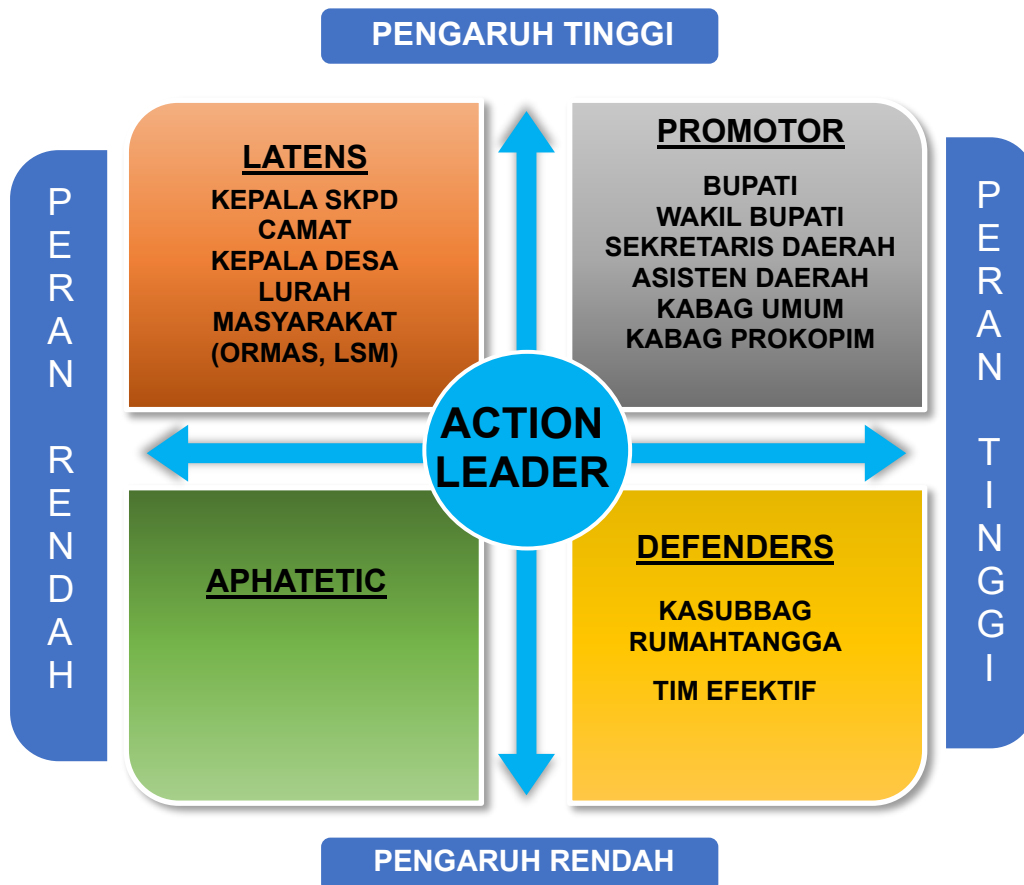 PENGARUH TINGGI
PERAN RENDAH
LATENS
KEPALA SKPD
CAMAT
KEPALA DESA
LURAH
MASYARAKAT
(ORMAS, LSM)
PROMOTOR
BUPATI
WAKIL BUPATI
SEKRETARIS DAERAH
ASISTEN DAERAH
KABAG UMUM
KABAG PROKOPIM
PERAN TINGGI
ACTION
LEADER
APHATETIC
DEFENDERS
KASUBBAG
RUMAHTANGGA
TIM EFEKTIF
PENGARUH RENDAH